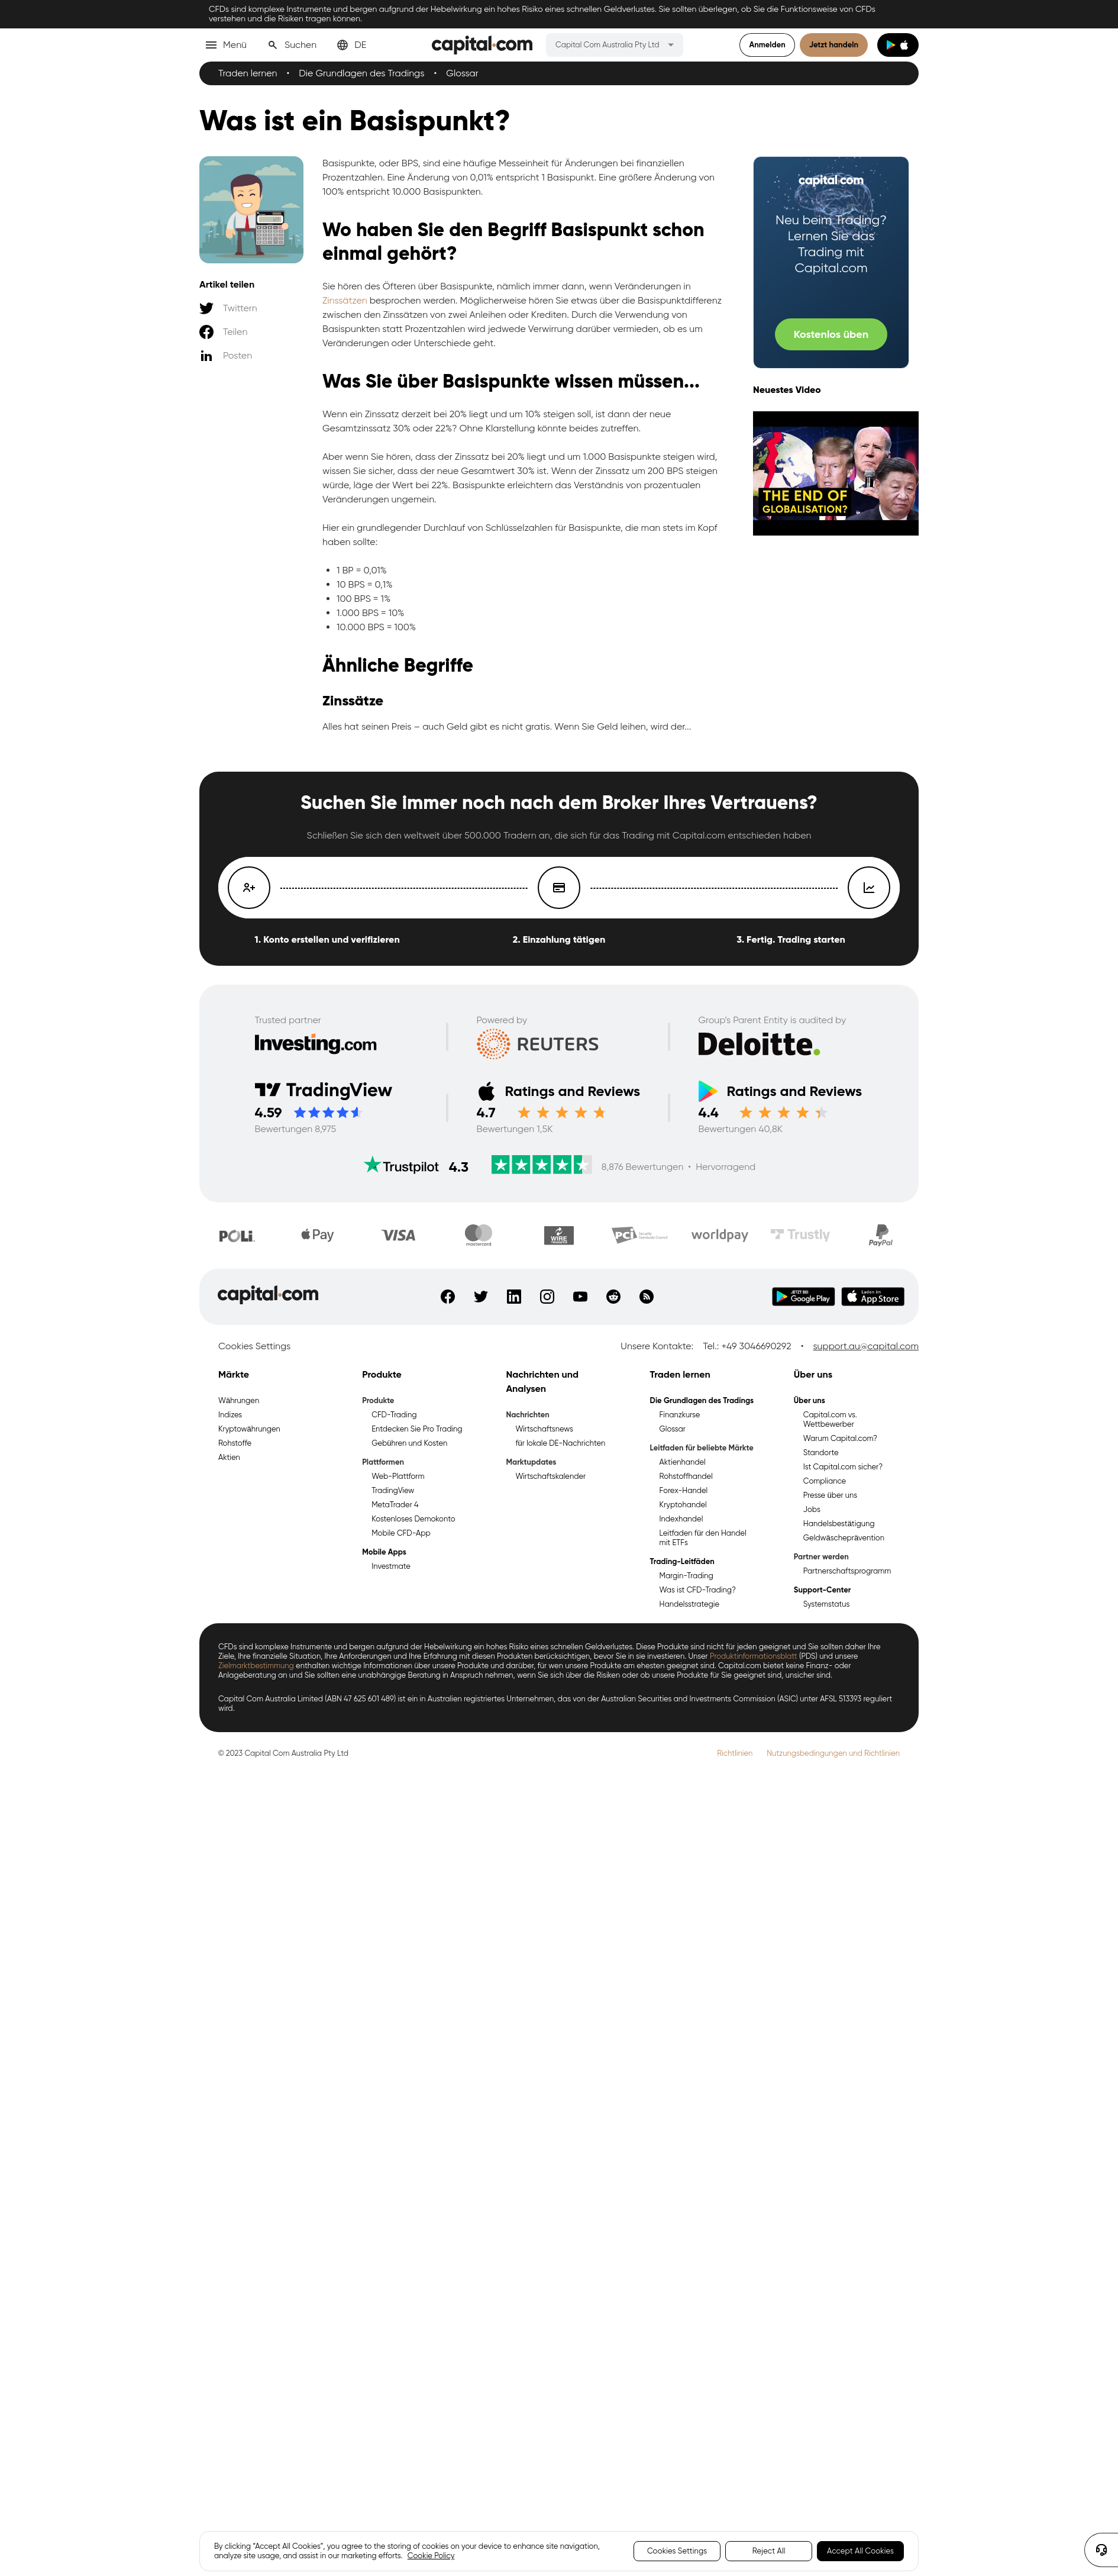 CFDs sind komplexe Instrumente und bergen aufgrund der Hebelwirkung ein hohes Risiko eines schnellen Geldverlustes. Sie sollten überlegen, ob Sie die Funktionsweise von CFDs
verstehen und die Risiken tragen können.
Menü
Suchen
DE
capital.com
Capital Com Australia Pty Ltd
Anmelden
Jetzt handeln
Traden lernen • Die Grundlagen des Tradings • Glossar
Was ist ein Basispunkt?
Artikel teilen
Twittern
Teilen
Posten
Basispunkte, oder BPS, sind eine häufige Messeinheit für Änderungen bei finanziellen
Prozentzahlen. Eine Änderung von 0,01% entspricht 1 Basispunkt. Eine größere Änderung von
100% entspricht 10.000 Basispunkten.
Wo haben Sie den Begriff Basispunkt schon
einmal gehört?
Sie hören des Öfteren über Basispunkte, nämlich immer dann, wenn Veränderungen in
Zinssätzen besprochen werden. Möglicherweise hören Sie etwas über die Basispunktdifferenz
zwischen den Zinssätzen von zwei Anleihen oder Krediten. Durch die Verwendung von
Basispunkten statt Prozentzahlen wird jedwede Verwirrung darüber vermieden, ob es um
Veränderungen oder Unterschiede geht.
Was Sie über Basispunkte wissen müssen...
Wenn ein Zinssatz derzeit bei 20% liegt und um 10% steigen soll, ist dann der neue
Gesamtzinssatz 30% oder 22%? Ohne Klarstellung könnte beides zutreffen.
Aber wenn Sie hören, dass der Zinssatz bei 20% liegt und um 1.000 Basispunkte steigen wird,
wissen Sie sicher, dass der neue Gesamtwert 30% ist. Wenn der Zinssatz um 200 BPS steigen
würde, läge der Wert bei 22%. Basispunkte erleichtern das Verständnis von prozentualen
Veränderungen ungemein.
Hier ein grundlegender Durchlauf von Schlüsselzahlen für Basispunkte, die man stets im Kopf
haben sollte:
• 1 BP = 0,01%
• 10 BPS = 0,1%
• 100 BPS = 1%
• 1.000 BPS = 10%
• 10.000 BPS = 100%
Ähnliche Begriffe
Zinssätze
Alles hat seinen Preis – auch Geld gibt es nicht gratis. Wenn Sie Geld leihen, wird der...
capital.com
Neu beim Trading?
Lernen Sie das
Trading mit
Capital.com
Kostenlos üben
Neuestes Video
THE END OF
GLOBALISATION?
Suchen Sie immer noch nach dem Broker Ihres Vertrauens?
Schließen Sie sich den weltweit über 500.000 Tradern an, die sich für das Trading mit Capital.com entschieden haben
1. Konto erstellen und verifizieren
2. Einzahlung tätigen
3. Fertig. Trading starten
Trusted partner
Investing.com
Powered by
REUTERS
Group's Parent Entity is audited by
Deloitte.
TradingView
4.59
Bewertungen 8,975
Ratings and Reviews
4.7
Bewertungen 1,5K
Ratings and Reviews
4.4
Bewertungen 40,8K
Trustpilot 4.3
8,876 Bewertungen • Hervorragend
POLi
Pay
VISA
mastercard
WIRE
PCI
worldpay
Trustly
PayPal
capital.com
JETZT BEI
Google Play
Laden im
App Store
Cookies Settings
Unsere Kontakte: Tel.: +49 3046690292 • support.au@capital.com
Märkte
Währungen
Indizes
Kryptowährungen
Rohstoffe
Aktien
Produkte
Produkte
CFD-Trading
Entdecken Sie Pro Trading
Gebühren und Kosten
Plattformen
Web-Plattform
TradingView
MetaTrader 4
Kostenloses Demokonto
Mobile CFD-App
Mobile Apps
Investmate
Nachrichten und
Analysen
Nachrichten
Wirtschaftsnews
für lokale DE-Nachrichten
Marktupdates
Wirtschaftskalender
Traden lernen
Die Grundlagen des Tradings
Finanzkurse
Glossar
Leitfaden für beliebte Märkte
Aktienhandel
Rohstoffhandel
Forex-Handel
Kryptohandel
Indexhandel
Leitfaden für den Handel
mit ETFs
Trading-Leitfäden
Margin-Trading
Was ist CFD-Trading?
Handelsstrategie
Über uns
Über uns
Capital.com vs.
Wettbewerber
Warum Capital.com?
Standorte
Ist Capital.com sicher?
Compliance
Presse über uns
Jobs
Handelsbestätigung
Geldwäscheprävention
Partner werden
Partnerschaftsprogramm
Support-Center
Systemstatus
CFDs sind komplexe Instrumente und bergen aufgrund der Hebelwirkung ein hohes Risiko eines schnellen Geldverlustes. Diese Produkte sind nicht für jeden geeignet und Sie sollten daher Ihre
Ziele, Ihre finanzielle Situation, Ihre Anforderungen und Ihre Erfahrung mit diesen Produkten berücksichtigen, bevor Sie in sie investieren. Unser Produktinformationsblatt (PDS) und unsere
Zielmarktbestimmung enthalten wichtige Informationen über unsere Produkte und darüber, für wen unsere Produkte am ehesten geeignet sind. Capital.com bietet keine Finanz- oder
Anlageberatung an und Sie sollten eine unabhängige Beratung in Anspruch nehmen, wenn Sie sich über die Risiken oder ob unsere Produkte für Sie geeignet sind, unsicher sind.
Capital Com Australia Limited (ABN 47 625 601 489) ist ein in Australien registriertes Unternehmen, das von der Australian Securities and Investments Commission (ASIC) unter AFSL 513393 reguliert
wird.
© 2023 Capital Com Australia Pty Ltd
Richtlinien
Nutzungsbedingungen und Richtlinien
By clicking “Accept All Cookies”, you agree to the storing of cookies on your device to enhance site navigation,
analyze site usage, and assist in our marketing efforts. Cookie Policy
Cookies Settings
Reject All
Accept All Cookies